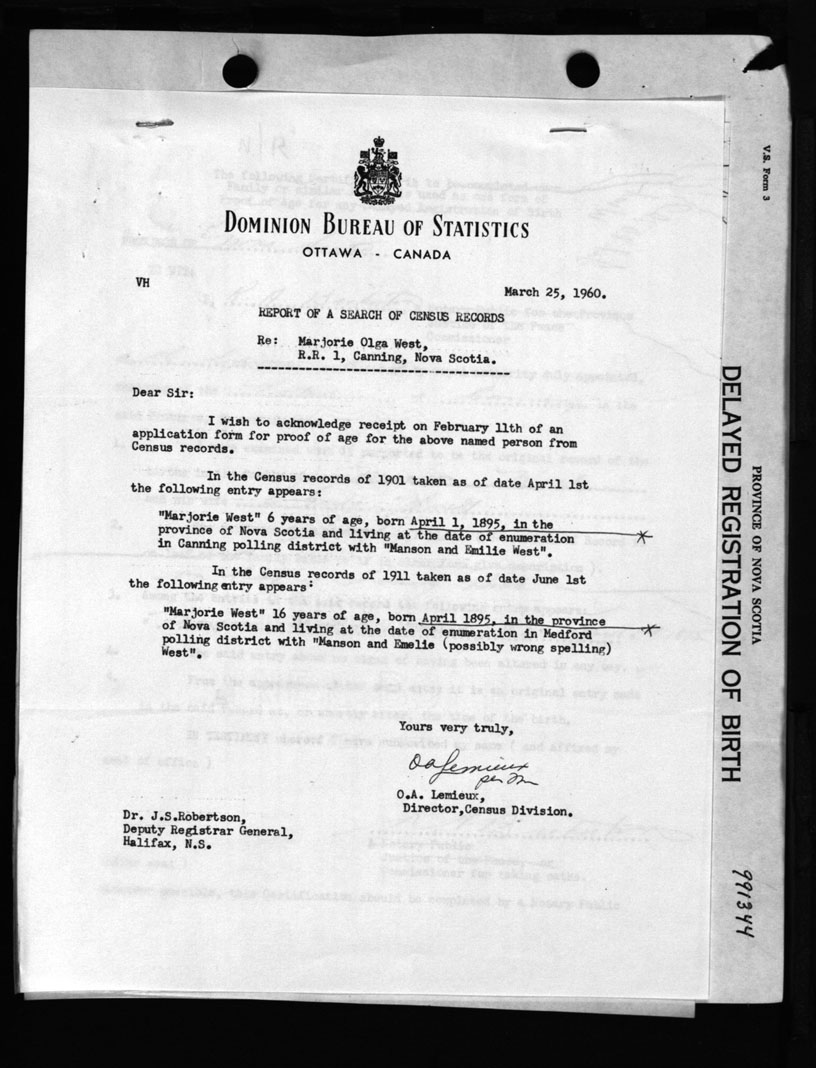 DOMINION BUREAU OF STATISTICS
OTTAWA - CANADA
VH
March 25, 1960.
REPORT OF A SEARCH OF CENSUS RECORDS
Re: Marjorie Olga West,
R.R. 1, Canning, Nova Scotia.
Dear Sir:
I wish to acknowledge receipt on February 11th of an
application form for proof of age for the above named person from
Census records.
In the Census records of 1901 taken as of date April 1st
the following entry appears:
"Marjorie West" 6 years of age, born April 1, 1895, in the
province of Nova Scotia and living at the date of enumeration
in Canning polling district with "Manson and Emilie West".
In the Census records of 1911 taken as of date June 1st
the following entry appears:
"Marjorie West" 16 years of age, born April 1895, in the province
of Nova Scotia and living at the date of enumeration in Medford
polling district with "Manson and Emelie (possibly wrong spelling)
West".
Yours very truly,
OA Lemieux
per
O.A. Lemieux,
Director,Census Division.
Dr. J.S.Robertson,
Deputy Registrar General,
Halifax, N.S.
V.S. Form 3
PROVINCE OF NOVA SCOTIA
DELAYED REGISTRATION OF BIRTH
991344